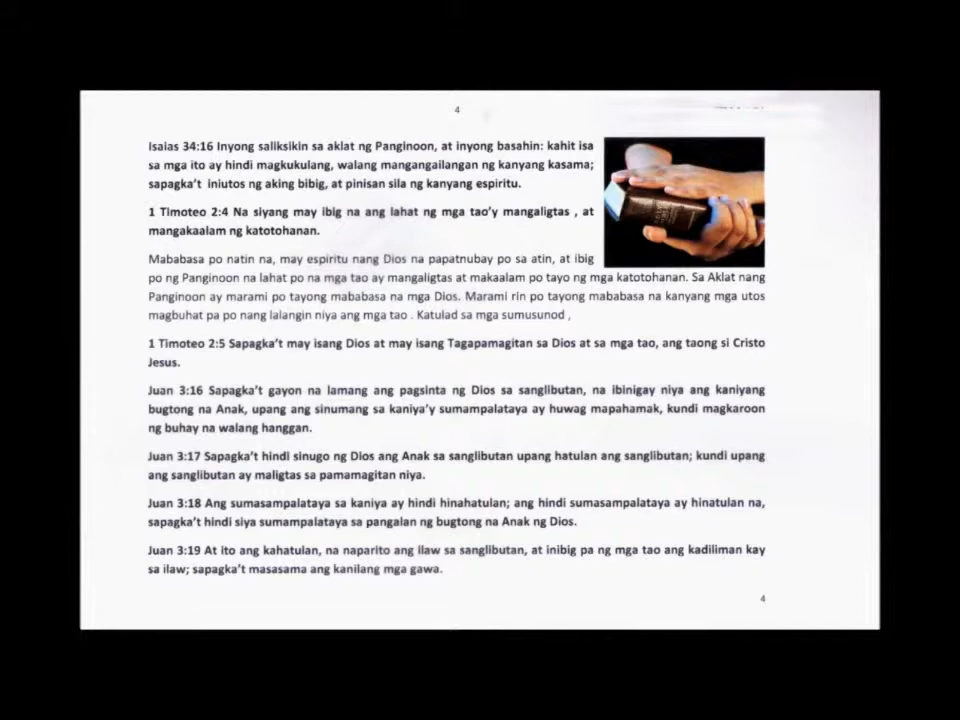 4
Isaias 34:16 Inyong saliksikin sa aklat ng Panginoon, at inyong basahin: kahit isa
sa mga ito ay hindi magkukulang, walang mangangailangan ng kanyang kasama;
sapagka't iniutos ng aking bibig, at pinisan sila ng kanyang espiritu.
1 Timoteo 2:4 Na siyang may ibig na ang lahat ng mga tao'y mangaligtas , at
mangakaalam ng katotohanan.
Mababasa po natin na, may espiritu nang Dios na papatnubay po sa atin, at ibig
po ng Panginoon na lahat po na mga tao ay mangaligtas at makaalam po tayo ng mga katotohanan. Sa Aklat nang
Panginoon ay marami po tayong mababasa na mga Dios. Marami rin po tayong mababasa na kanyang mga utos
magbuhat pa po nang lalangin niya ang mga tao . Katulad sa mga sumusunod ,
1 Timoteo 2:5 Sapagka't may isang Dios at may isang Tagapamagitan sa Dios at sa mga tao, ang taong si Cristo
Jesus.
Juan 3:16 Sapagka't gayon na lamang ang pagsinta ng Dios sa sanglibutan, na ibinigay niya ang kaniyang
bugtong na Anak, upang ang sinumang sa kaniya'y sumampalataya ay huwag mapahamak, kundi magkaroon
ng buhay na walang hanggan.
Juan 3:17 Sapagka't hindi sinugo ng Dios ang Anak sa sanglibutan upang hatulan ang sanglibutan; kundi upang
ang sanglibutan ay maligtas sa pamamagitan niya.
Juan 3:18 Ang sumasampalataya sa kaniya ay hindi hinahatulan; ang hindi sumasampalataya ay hinatulan na,
sapagka't hindi siya sumampalataya sa pangalan ng bugtong na Anak ng Dios.
Juan 3:19 At ito ang kahatulan, na naparito ang ilaw sa sanglibutan, at inibig pa ng mga tao ang kadiliman kay
sa ilaw; sapagka't masasama ang kanilang mga gawa.
4